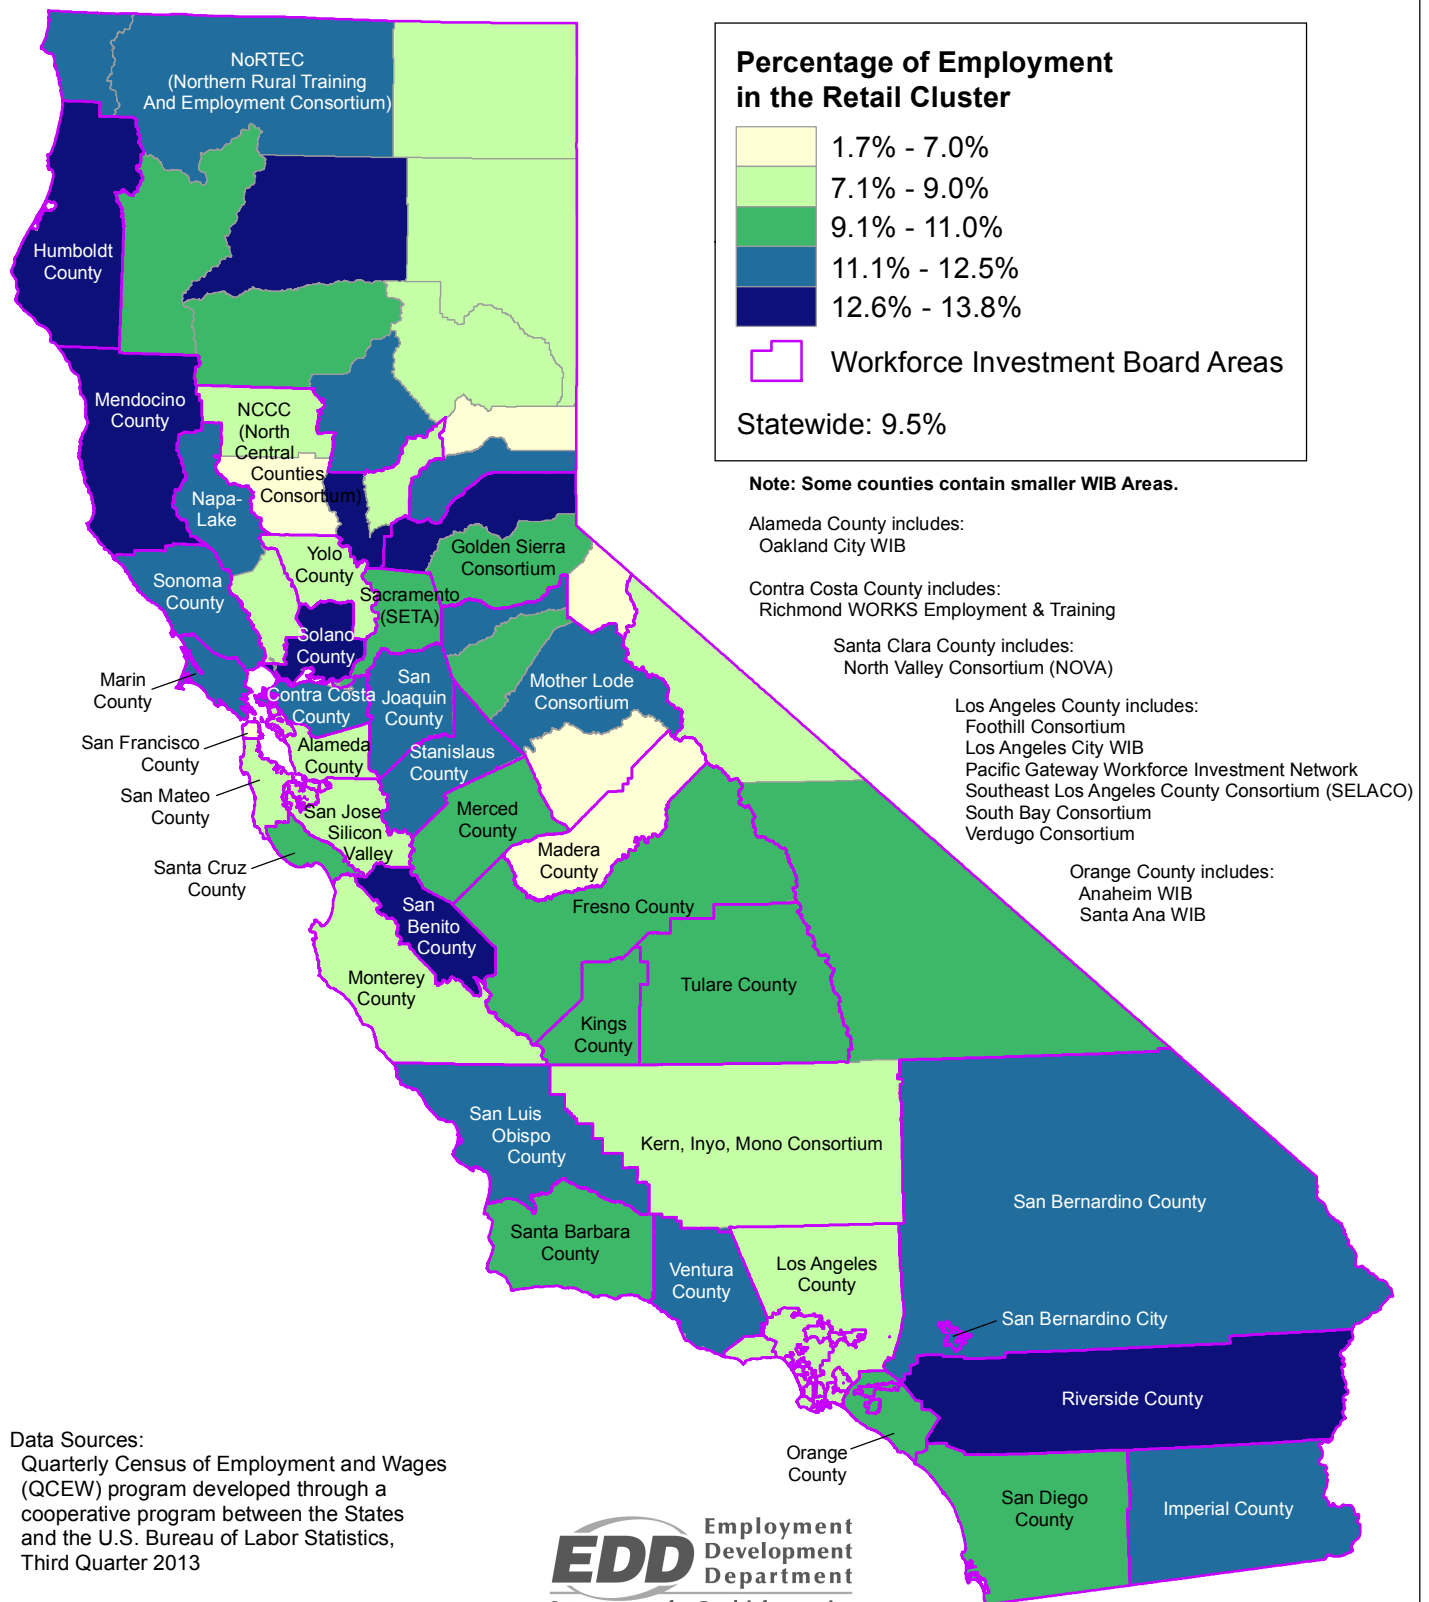 Percentage of Employment
in the Retail Cluster
1.7% - 7.0%
7.1% - 9.0%
9.1% - 11.0%
11.1% - 12.5%
12.6% - 13.8%
Workforce Investment Board Areas
Statewide: 9.5%
Note: Some counties contain smaller WIB Areas.
Alameda County includes:
Oakland City WIB
Contra Costa County includes:
Richmond WORKS Employment & Training
Santa Clara County includes:
North Valley Consortium (NOVA)
Los Angeles County includes:
Foothill Consortium
Los Angeles City WIB
Pacific Gateway Workforce Investment Network
Southeast Los Angeles County Consortium (SELACO)
South Bay Consortium
Verdugo Consortium
Orange County includes:
Anaheim WIB
Santa Ana WIB
NoRTEC
(Northern Rural Training
And Employment Consortium)
Humboldt
County
Mendocino
County
NCCC
(North
Central
Counties
Consortium)
Napa-
Lake
Yolo
County
Golden Sierra
Consortium
Sonoma
County
Sacramento
(SETA)
Solano
County
Marin
County
Contra Costa
County
San
Joaquin
County
Mother Lode
Consortium
San Francisco
County
Alameda
County
Stanislaus
County
San Mateo
County
San Jose
Silicon
Valley
Merced
County
Madera
County
Santa Cruz
County
San
Benito
County
Fresno County
Monterey
County
Tulare County
Kings
County
San Luis
Obispo
County
Kern, Inyo, Mono Consortium
San Bernardino County
Santa Barbara
County
Ventura
County
Los Angeles
County
San Bernardino City
Riverside County
Orange
County
San Diego
County
Imperial County
Data Sources:
Quarterly Census of Employment and Wages
(QCEW) program developed through a
cooperative program between the States
and the U.S. Bureau of Labor Statistics,
Third Quarter 2013
EDD
Employment
Development
Department